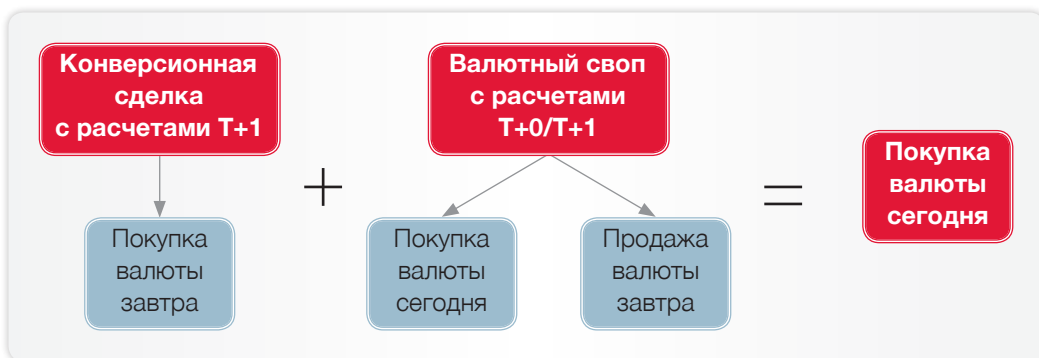 Конверсионная
сделка
с расчетами Т+1
Валютный своп
с расчетами
Т+0/Т+1
Покупка
валюты
завтра
+
Покупка
валюты
сегодня
Продажа
валюты
завтра
=
Покупка
валюты
сегодня